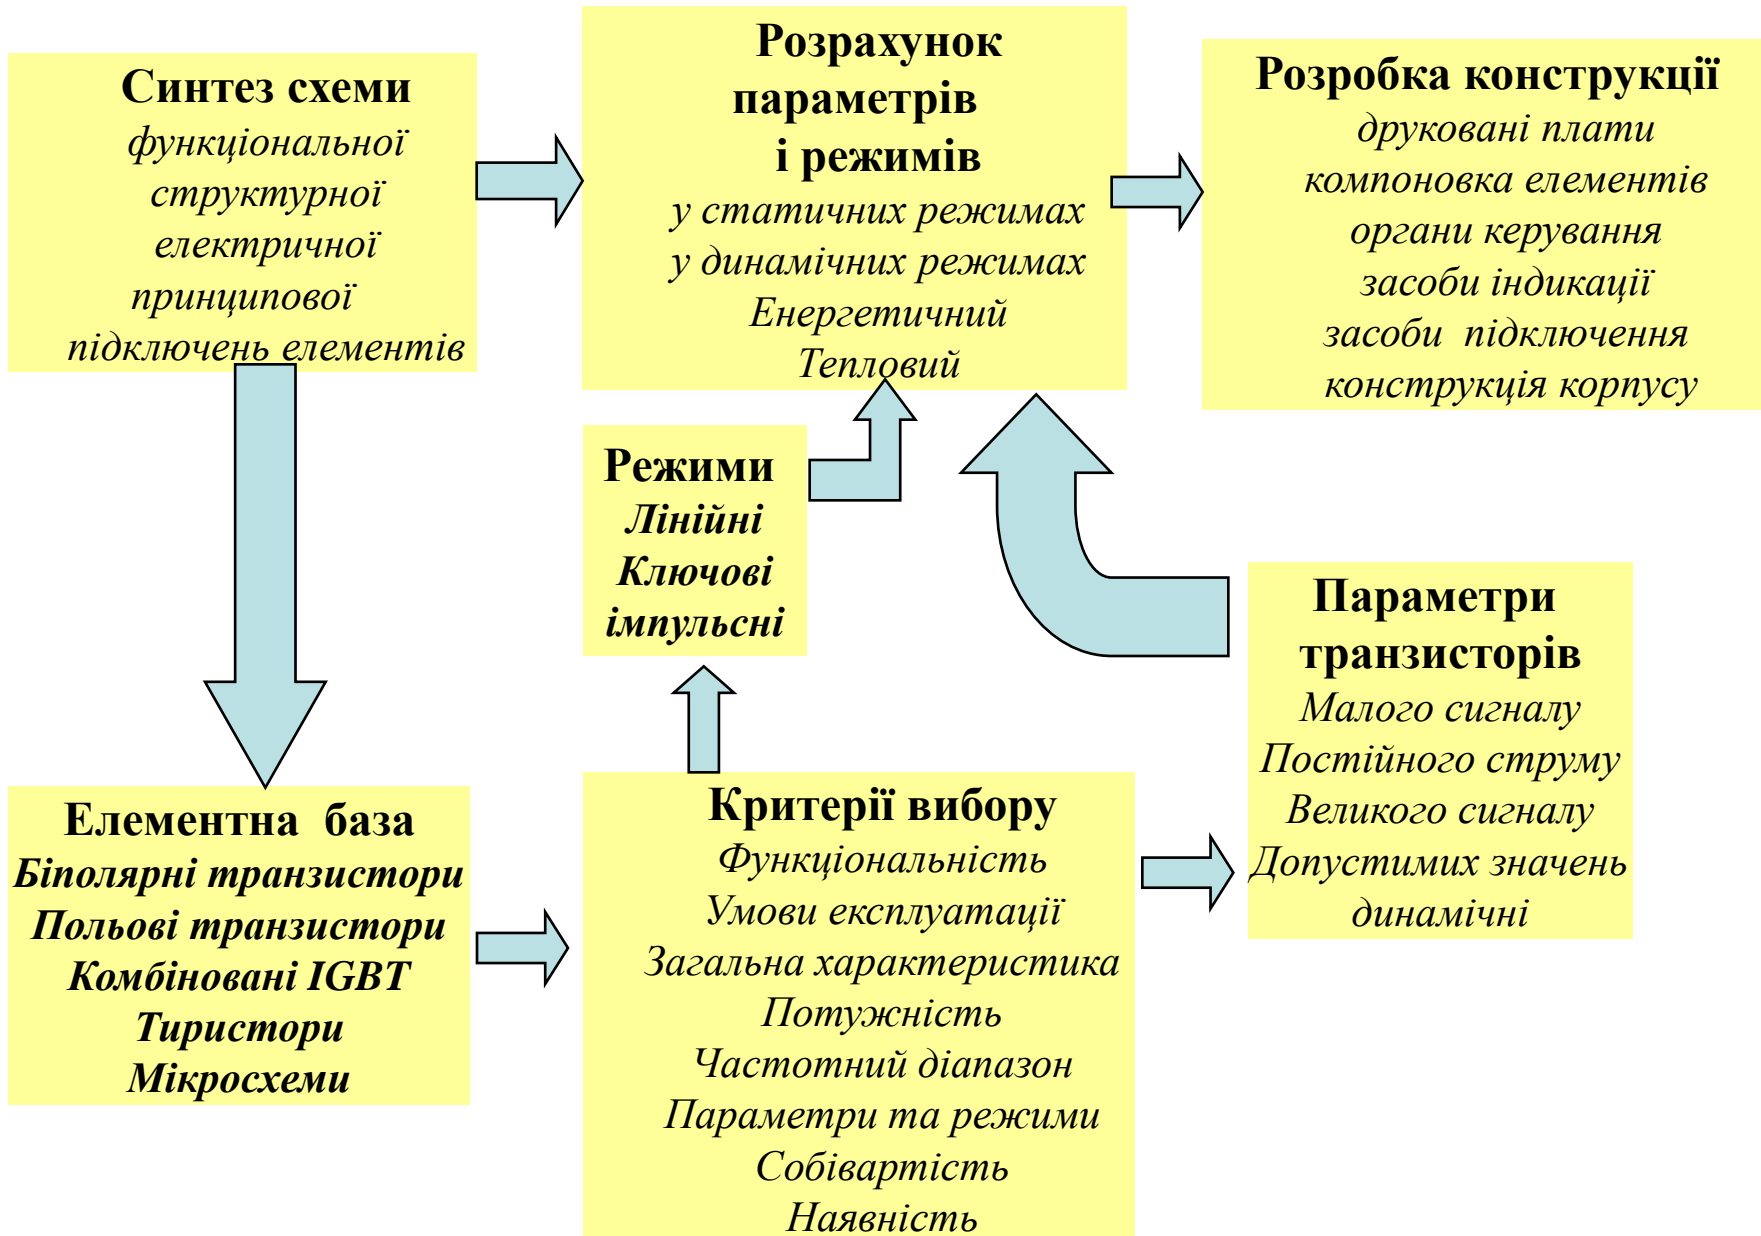 Синтез схеми
функціональної
структурної
електричної
принципової
підключень елементів
Розрахунок
параметрів
і режимів
у статичних режимах
у динамічних режимах
Енергетичний
Тепловий
Розробка конструкції
друковані плати
компоновка елементів
органи керування
засоби індикації
засоби підключення
конструкція корпусу
Режими
Лінійні
Ключові
імпульсні
Параметри
транзисторів
Малого сигналу
Постійного струму
Великого сигналу
Допустимих значень
динамічні
Елементна база
Біполярні транзистори
Польові транзистори
Комбіновані IGBT
Тиристори
Мікросхеми
Критерії вибору
Функціональність
Умови експлуатації
Загальна характеристика
Потужність
Частотний діапазон
Параметри та режими
Собівартість
Наявність